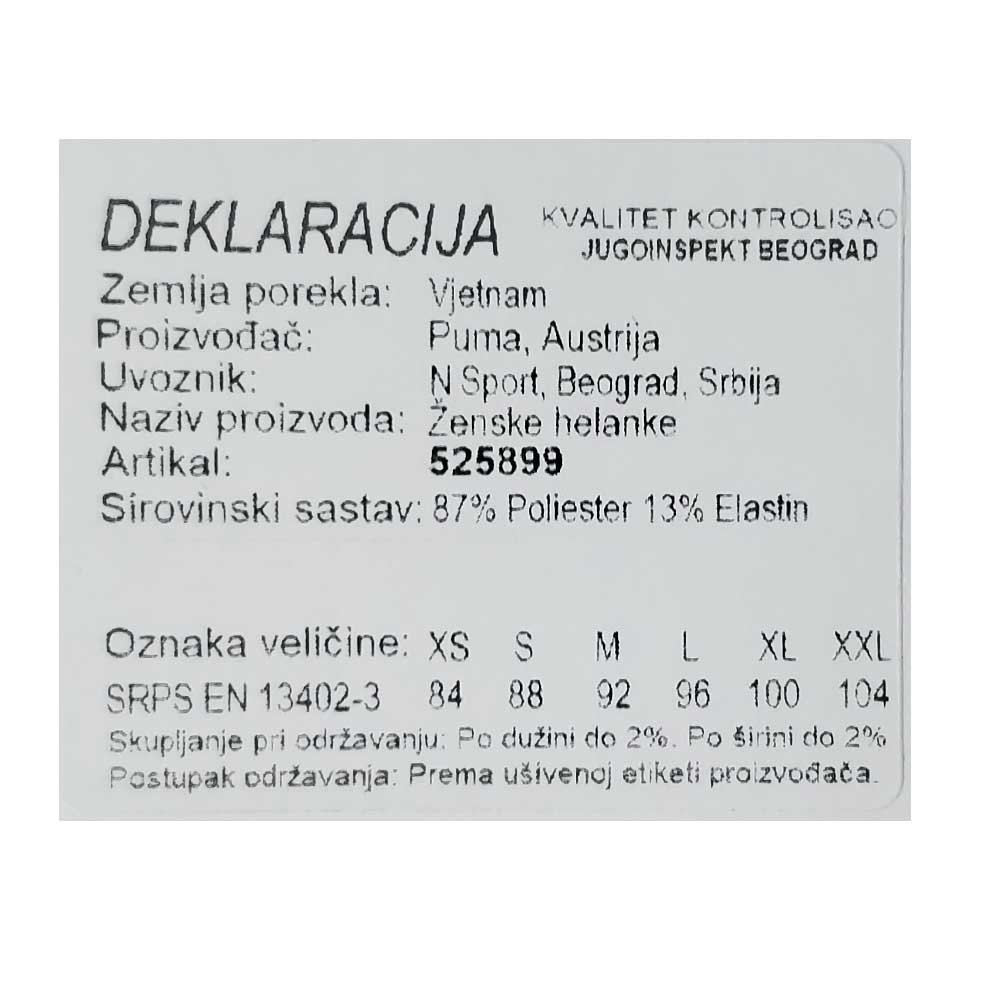 DEKLARACIJA
KVALITET KONTROLISAO
JUGOINSPEKT BEOGRAD
Zemlja porekla: Vjetnam
Proizvođač: Puma, Austrija
Uvoznik: N Sport, Beograd, Srbija
Naziv proizvoda: Ženske helanke
Artikal: 525899
Sirovinski sastav: 87% Poliester 13% Elastin
Oznaka veličine: XS S M L XL XXL
SRPS EN 13402-3 84 88 92 96 100 104
Skupljanje pri održavanju: Po dužini do 2%. Po širini do 2%
Postupak održavanja: Prema ušivenoj etiketi proizvođača.